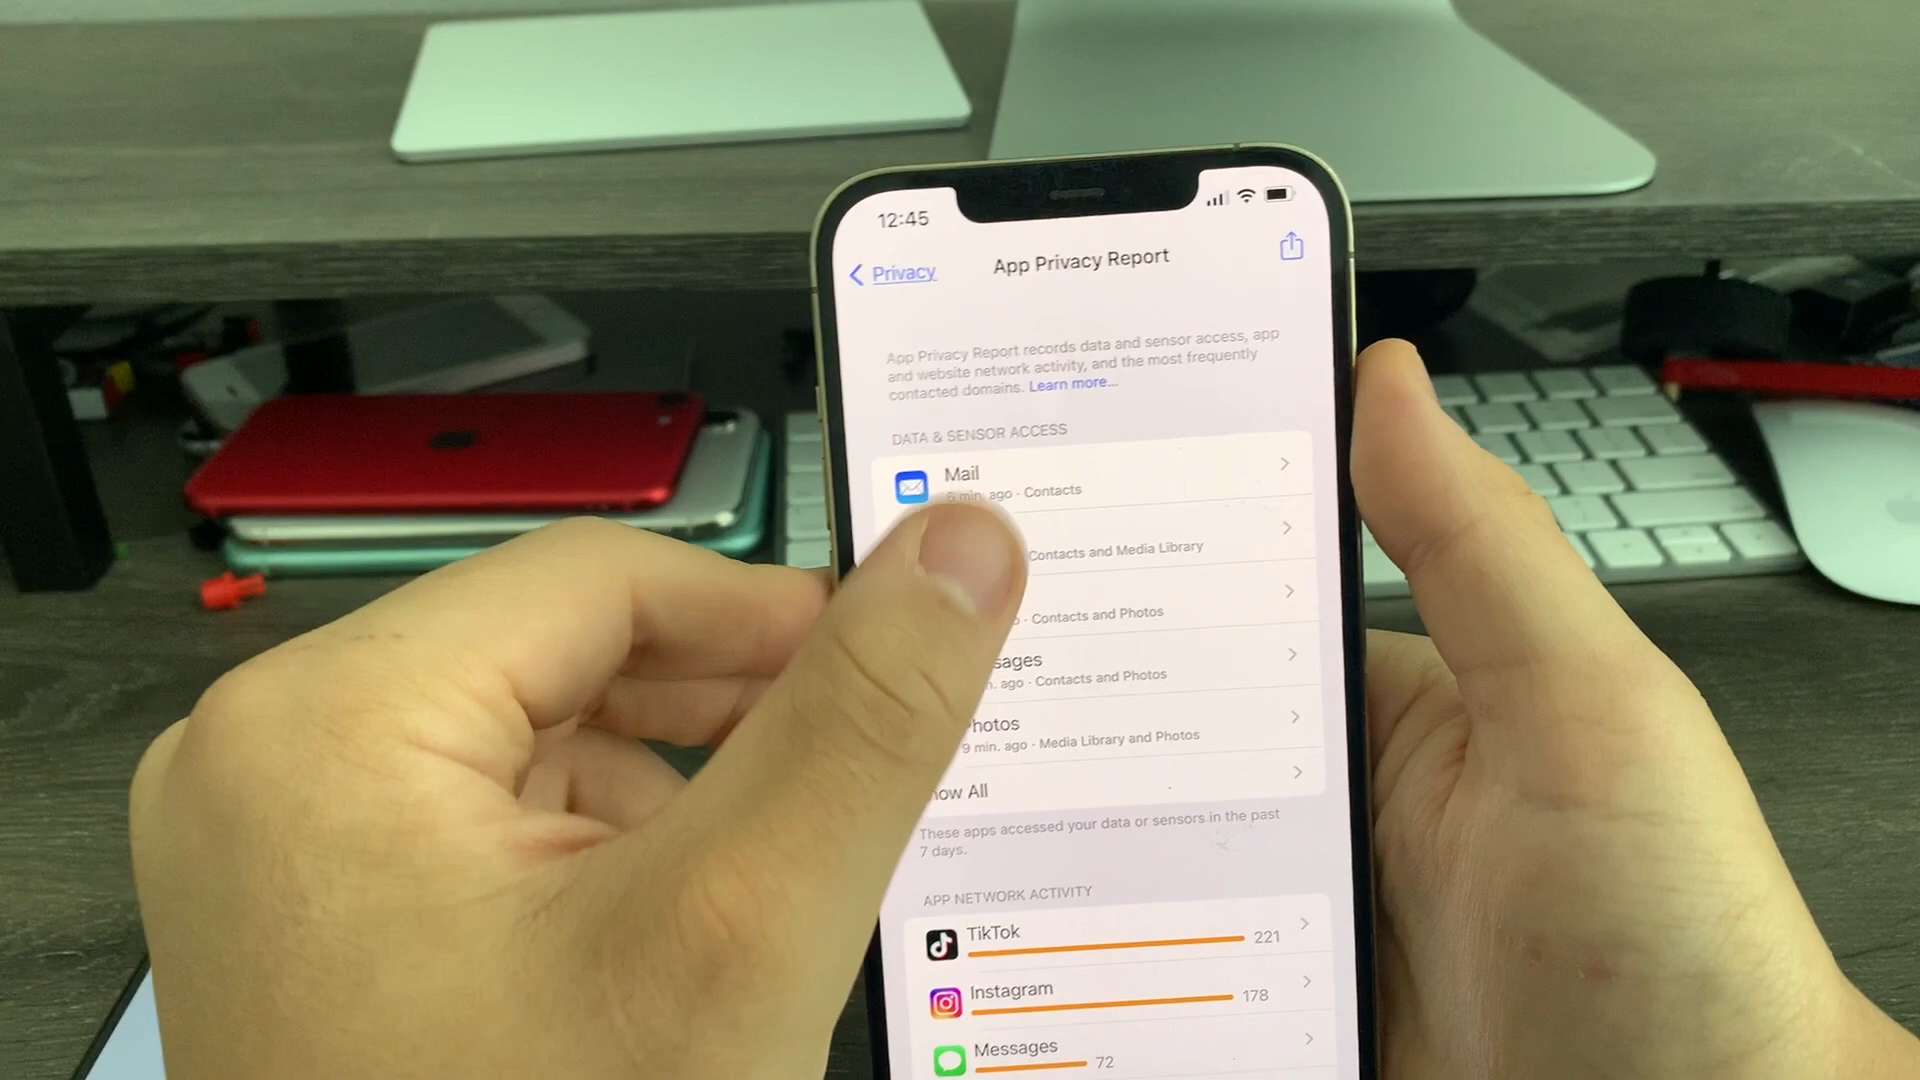 12:45
Privacy
App Privacy Report
App Privacy Report records data and sensor access, app
and website network activity, and the most frequently
contacted domains. Learn more...
DATA & SENSOR ACCESS
Mail
6 min. ago · Contacts
Contacts and Media Library
· Contacts and Photos
sages
ago · Contacts and Photos
Photos
9 min. ago · Media Library and Photos
ow All
These apps accessed your data or sensors in the past
7 days.
APP NETWORK ACTIVITY
TikTok
221
Instagram
178
Messages
72